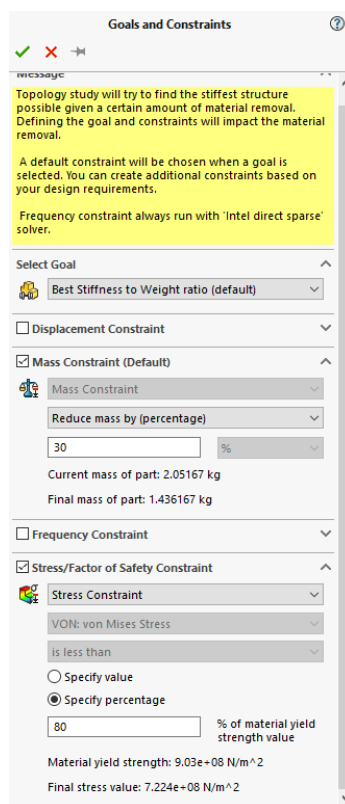 Goals and Constraints
Message
Topology study will try to find the stiffest structure
possible given a certain amount of material removal.
Defining the goal and constraints will impact the material
removal.
A default constraint will be chosen when a goal is
selected. You can create additional constraints based on
your design requirements.
Frequency constraint always run with 'Intel direct sparse'
solver.
Select Goal
Best Stiffness to Weight ratio (default)
Displacement Constraint
Mass Constraint (Default)
Mass Constraint
Reduce mass by (percentage)
30 %
Current mass of part: 2.05167 kg
Final mass of part: 1.436167 kg
Frequency Constraint
Stress/Factor of Safety Constraint
Stress Constraint
VON: von Mises Stress
is less than
Specify value
Specify percentage
80 % of material yield
strength value
Material yield strength: 9.03e+08 N/m^2
Final stress value: 7.224e+08 N/m^2